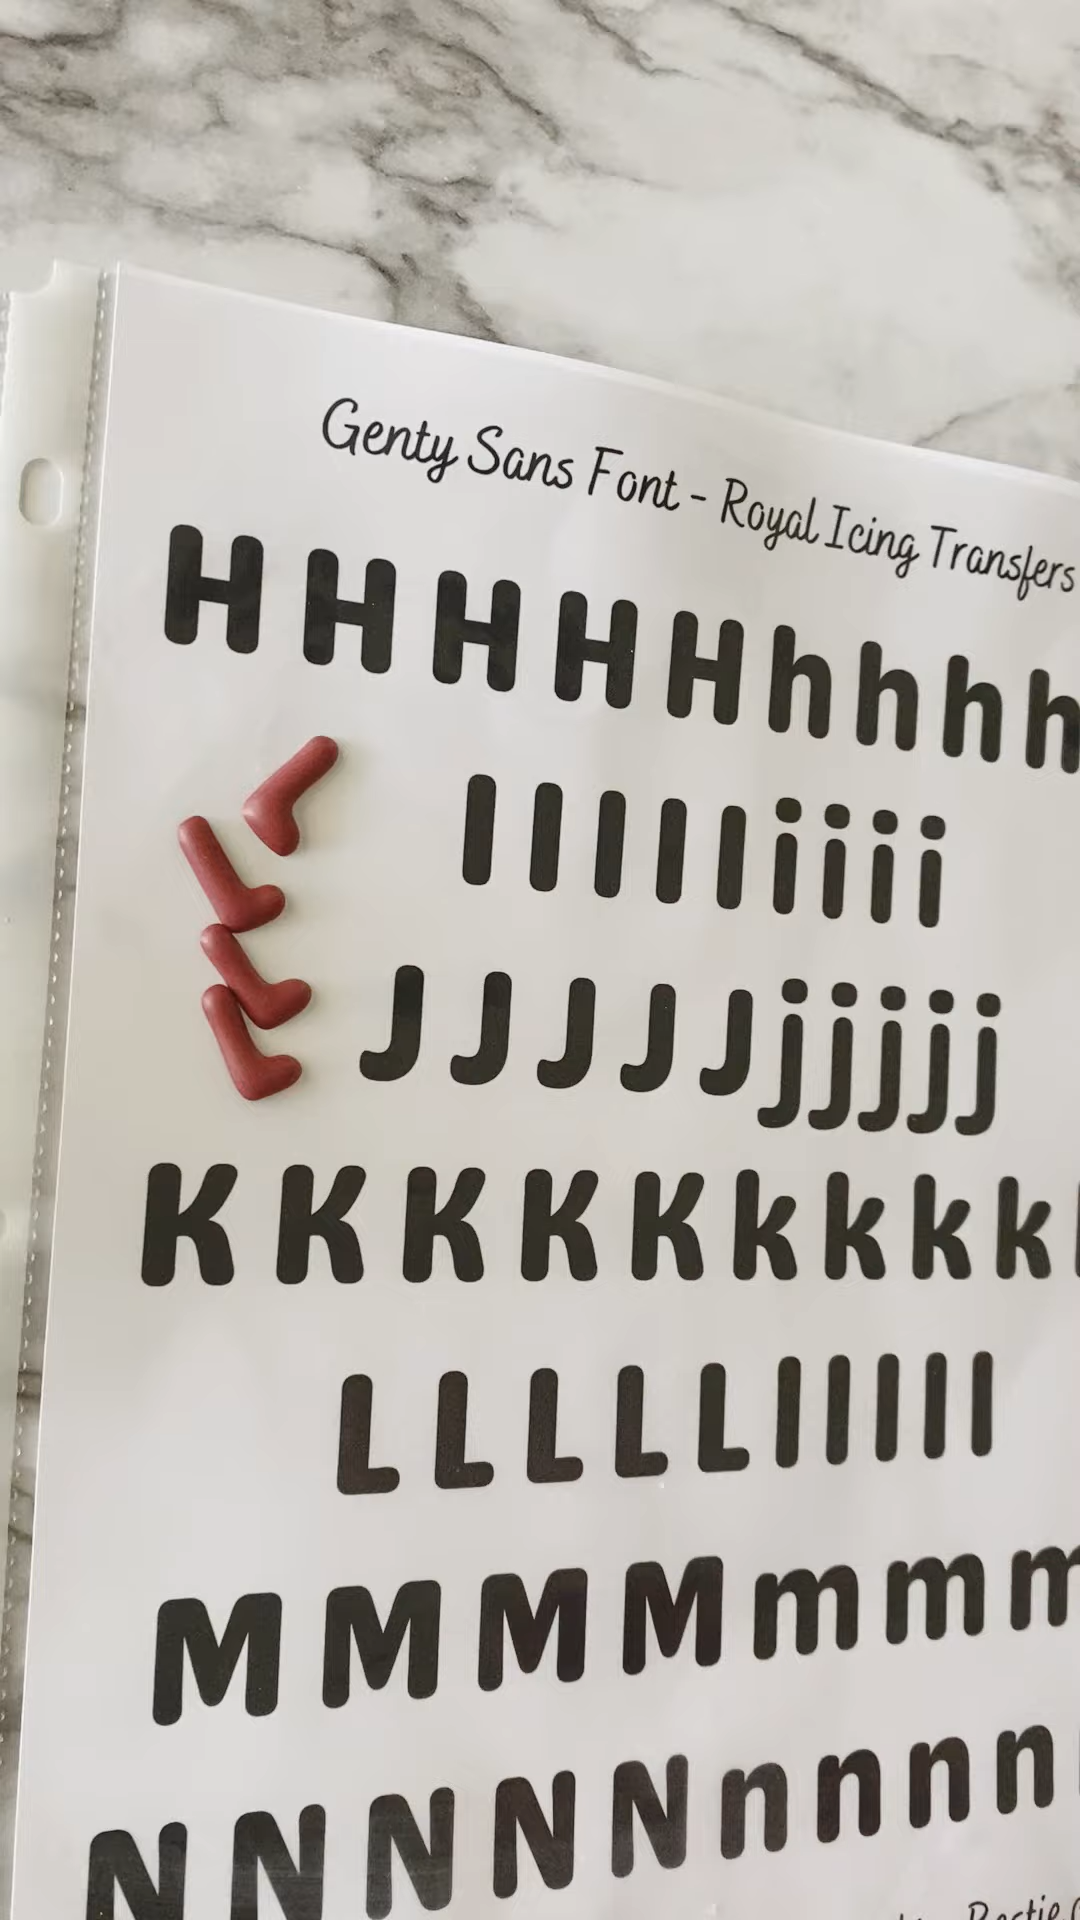 Genty Sans Font - Royal Icing Transfers
H H H H H h h h h
I I I I I i i i i
J J J J J j j j j j
K K K K K k k k k
L L L L L l l l l l
M M M M m m m
N N N N N n n n n